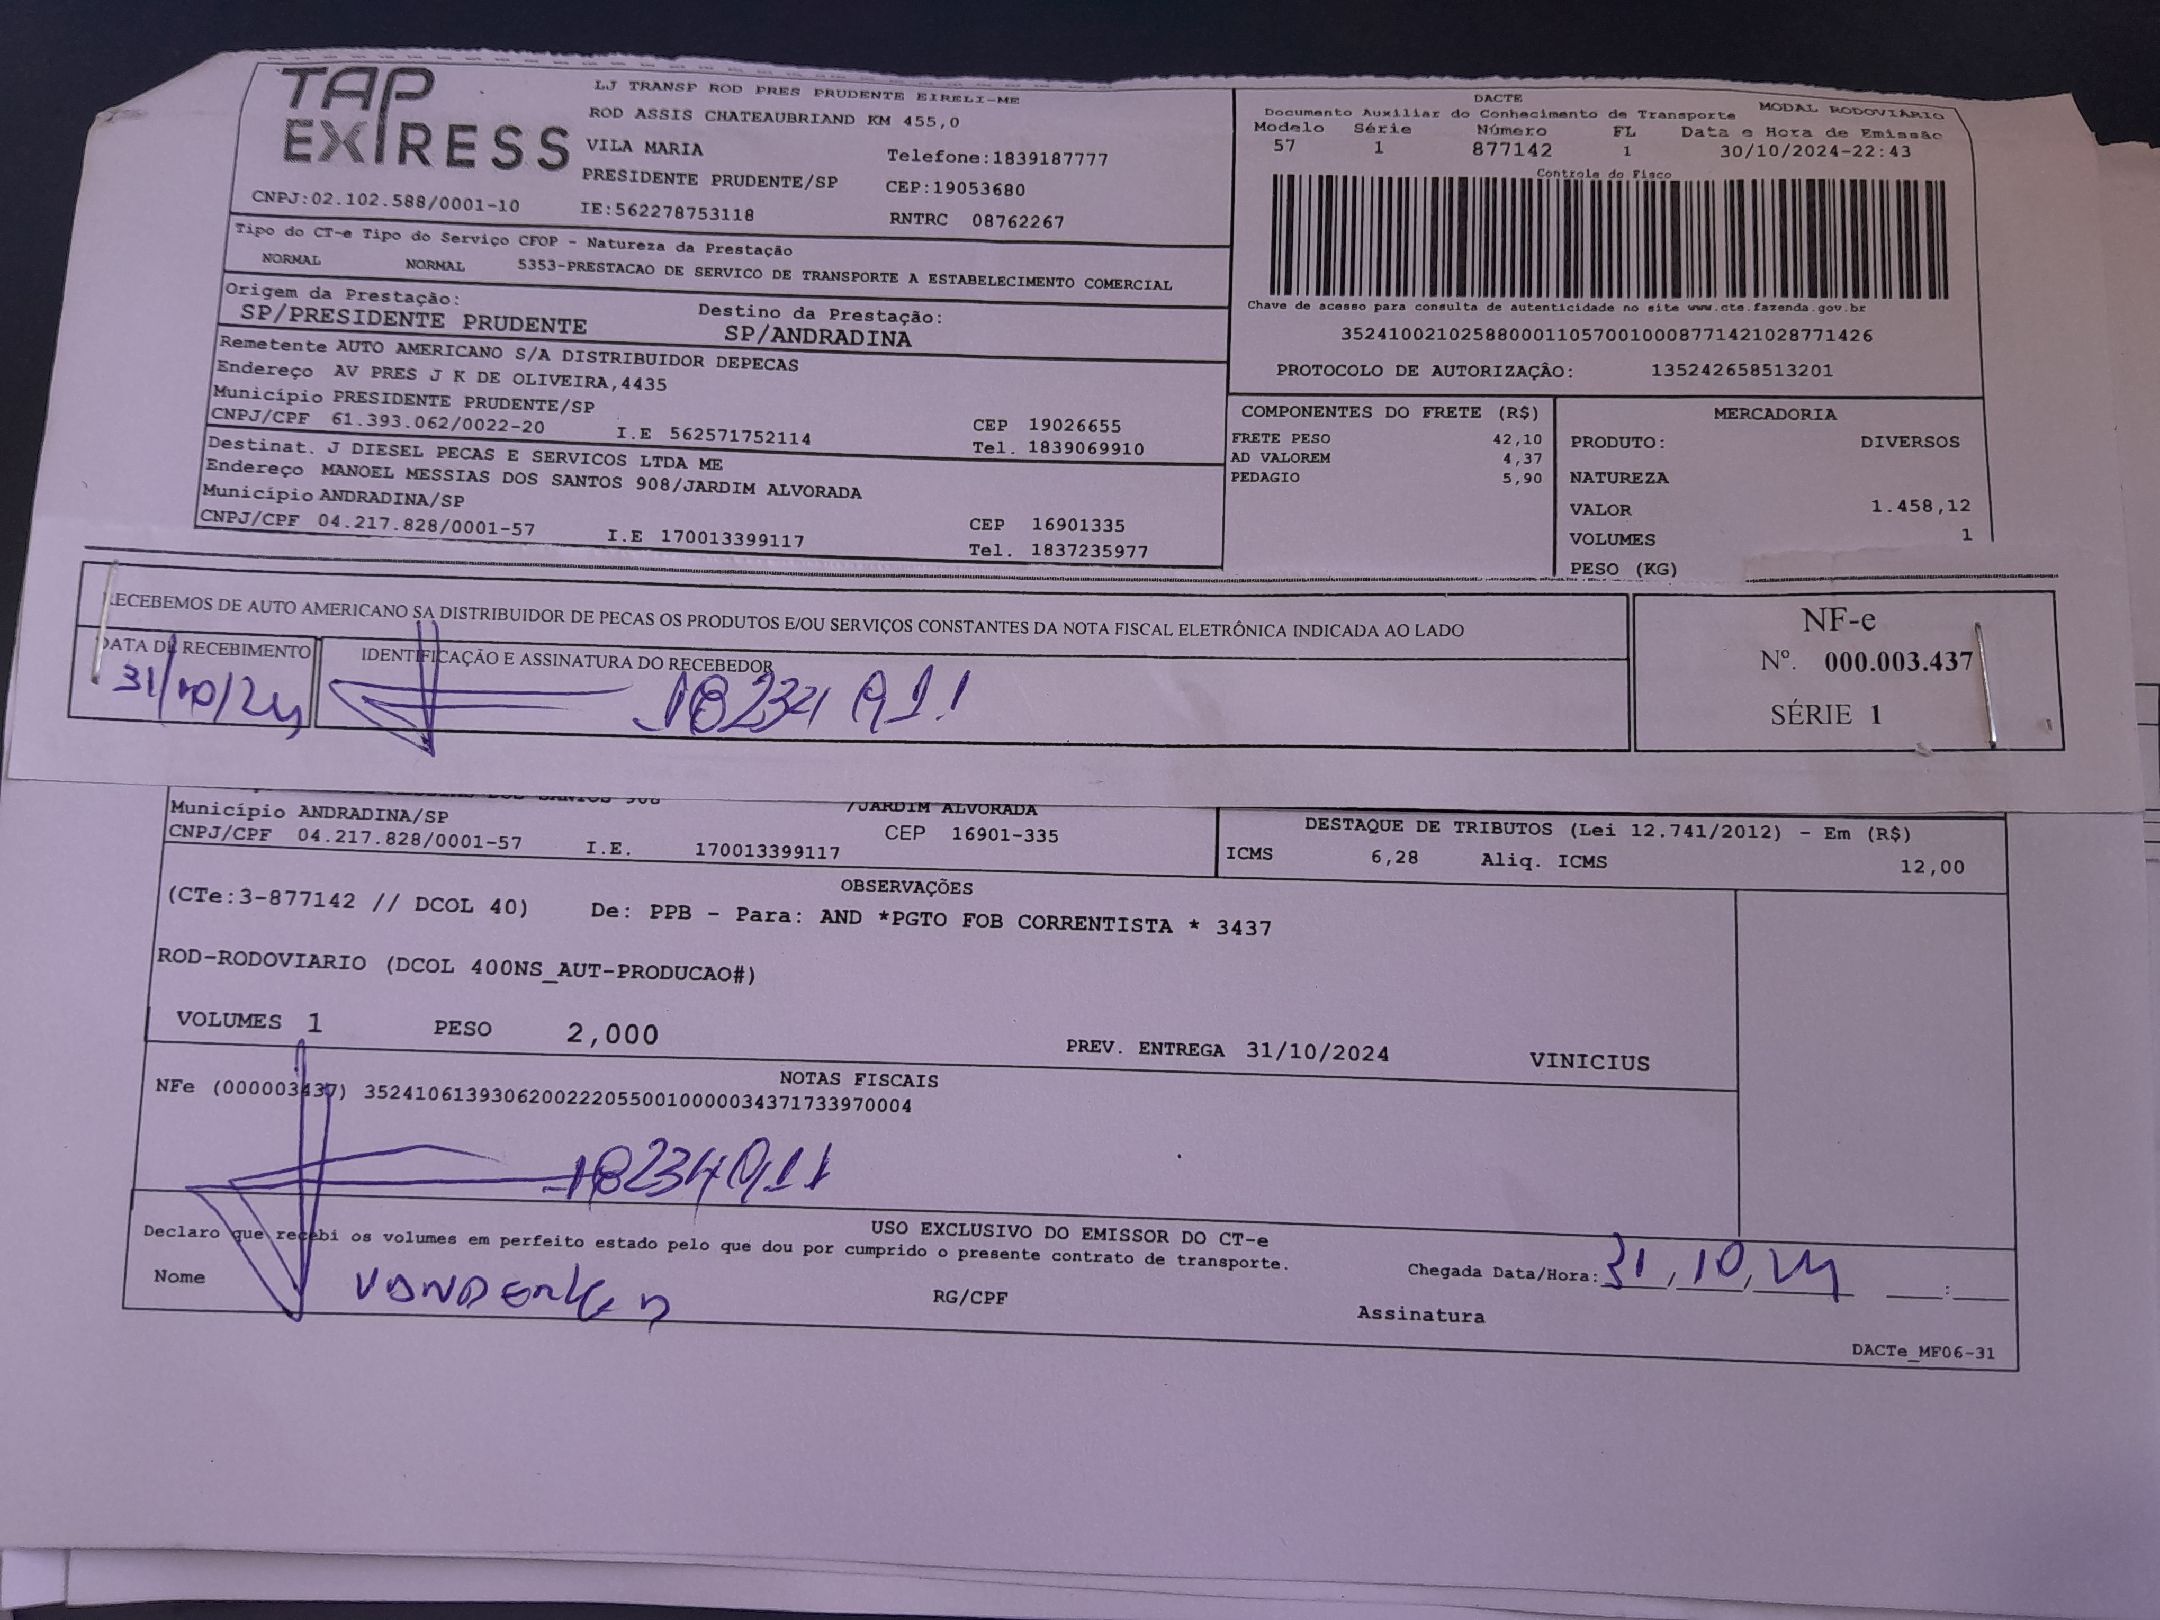 TAP EXPRESS
LJ TRANSP ROD PRES PRUDENTE EIRELI-ME
ROD ASSIS CHATEAUBRIAND KM 455,0
VILA MARIA Telefone:1839187777
PRESIDENTE PRUDENTE/SP CEP:19053680
CNPJ:02.102.588/0001-10 IE:562278753118 RNTRC 08762267
Tipo do CT-e Tipo do Serviço CFOP - Natureza da Prestação
NORMAL NORMAL 5353-PRESTACAO DE SERVICO DE TRANSPORTE A ESTABELECIMENTO COMERCIAL
Origem da Prestação: Destino da Prestação:
SP/PRESIDENTE PRUDENTE SP/ANDRADINA
Remetente AUTO AMERICANO S/A DISTRIBUIDOR DEPECAS
Endereço AV PRES J K DE OLIVEIRA,4435
Município PRESIDENTE PRUDENTE/SP CEP 19026655
CNPJ/CPF 61.393.062/0022-20 I.E 562571752114 Tel. 1839069910
Destinat. J DIESEL PECAS E SERVICOS LTDA ME
Endereço MANOEL MESSIAS DOS SANTOS 908/JARDIM ALVORADA
Município ANDRADINA/SP CEP 16901335
CNPJ/CPF 04.217.828/0001-57 I.E 170013399117 Tel. 1837235977
DACTE
Documento Auxiliar do Conhecimento de Transporte MODAL RODOVIÁRIO
Modelo Série Número FL Data e Hora de Emissão
57 1 877142 1 30/10/2024-22:43
Controle do Fisco
Chave de acesso para consulta de autenticidade no site www.cte.fazenda.gov.br
35241002102588000110570010008771421028771426
PROTOCOLO DE AUTORIZAÇÃO: 135242658513201
COMPONENTES DO FRETE (R$) MERCADORIA
FRETE PESO 42,10 PRODUTO: DIVERSOS
AD VALOREM 4,37
PEDAGIO 5,90 NATUREZA
VALOR 1.458,12
VOLUMES 1
PESO (KG)
RECEBEMOS DE AUTO AMERICANO SA DISTRIBUIDOR DE PECAS OS PRODUTOS E/OU SERVIÇOS CONSTANTES DA NOTA FISCAL ELETRÔNICA INDICADA AO LADO
DATA DE RECEBIMENTO IDENTIFICAÇÃO E ASSINATURA DO RECEBEDOR
31/10/24
NF-e
Nº. 000.003.437
SÉRIE 1
/JARDIM ALVORADA
Município ANDRADINA/SP CEP 16901-335
CNPJ/CPF 04.217.828/0001-57 I.E. 170013399117
DESTAQUE DE TRIBUTOS (Lei 12.741/2012) - Em (R$)
ICMS 6,28 Aliq. ICMS 12,00
OBSERVAÇÕES
(CTe:3-877142 // DCOL 40) De: PPB - Para: AND *PGTO FOB CORRENTISTA * 3437
ROD-RODOVIARIO (DCOL 400NS_AUT-PRODUCAO#)
VOLUMES 1 PESO 2,000 PREV. ENTREGA 31/10/2024 VINICIUS
NOTAS FISCAIS
NFe (000003437) 35241061393062002220550010000034371733970004
USO EXCLUSIVO DO EMISSOR DO CT-e
Declaro que recebi os volumes em perfeito estado pelo que dou por cumprido o presente contrato de transporte.
Chegada Data/Hora: 31,10,24 :
Nome RG/CPF Assinatura
DACTe_MF06-31